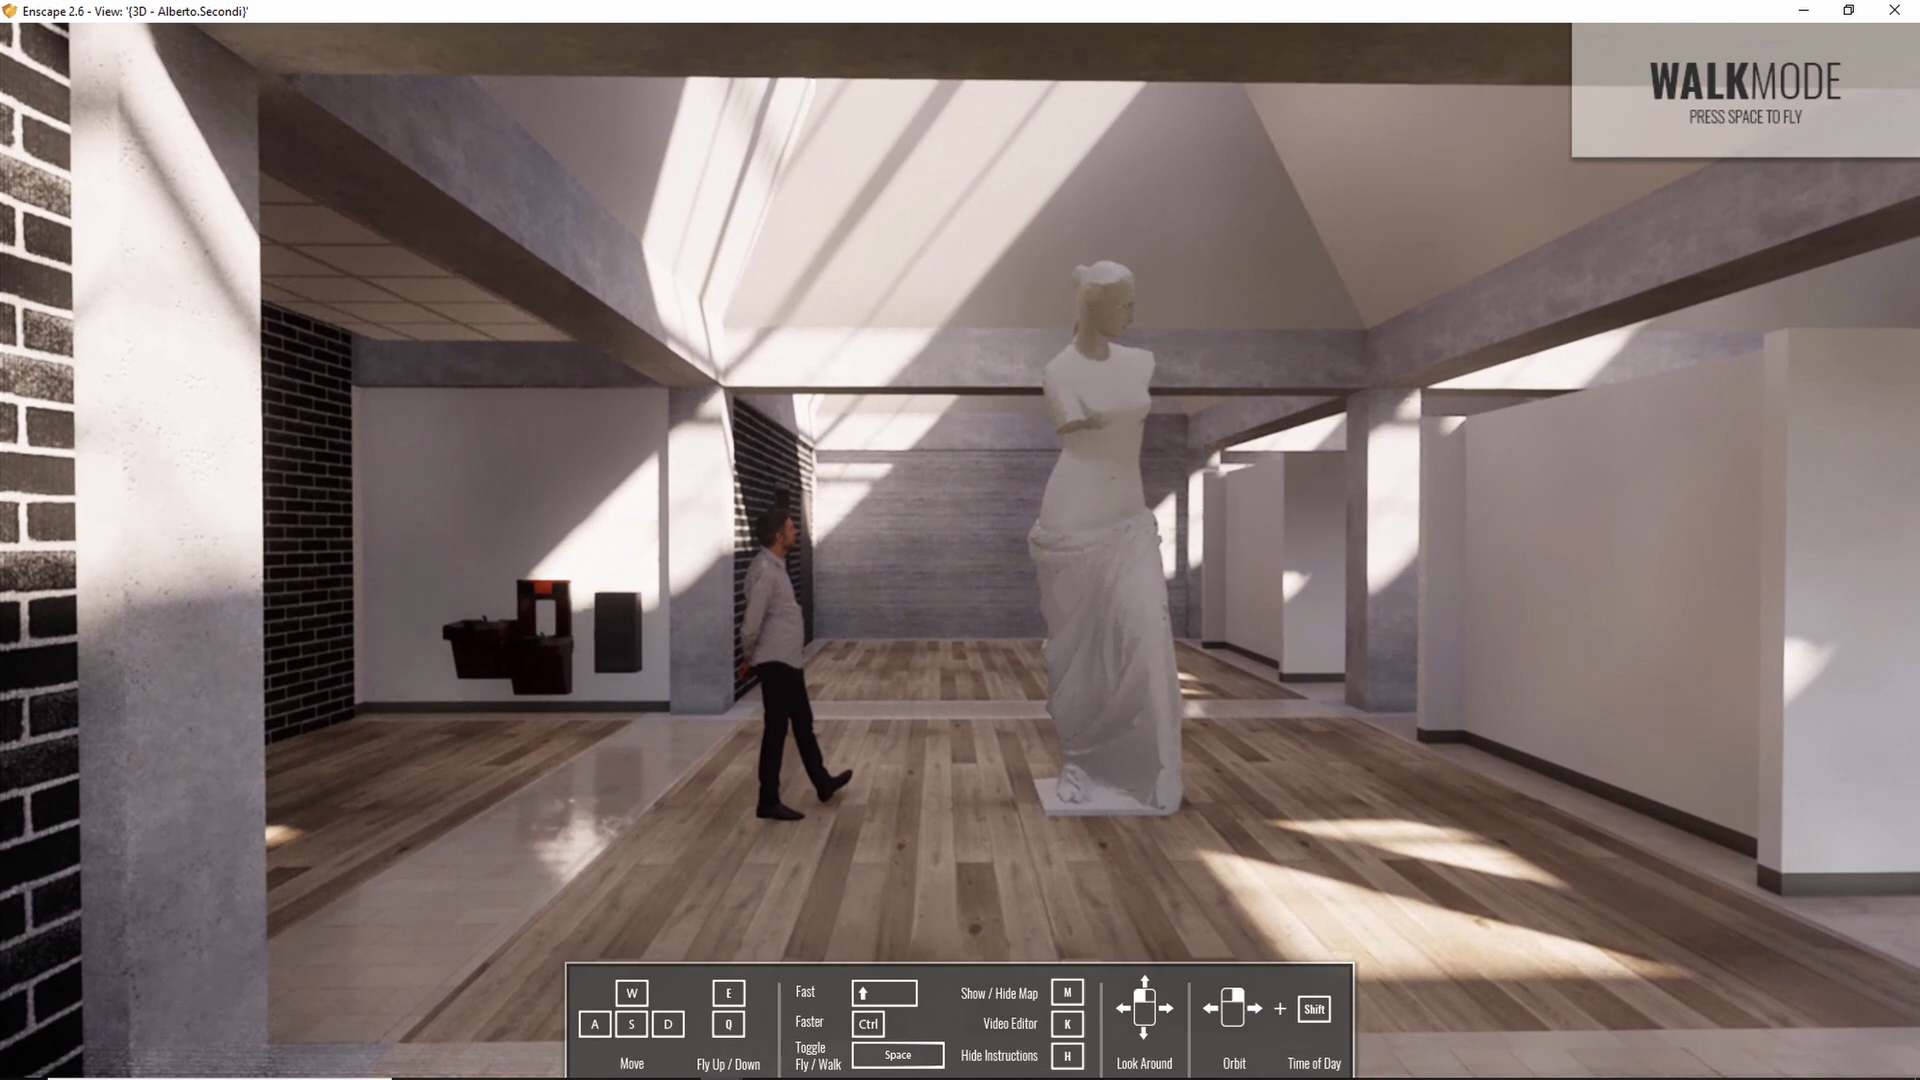 Enscape 2.6 - View: '{3D - Alberto.Secondi}'
WALKMODE
PRESS SPACE TO FLY
W
A S D
Move
E
Q
Fly Up / Down
Fast
Faster Ctrl
Toggle
Fly / Walk Space
Show / Hide Map M
Video Editor K
Hide Instructions H
Look Around
Orbit
+ Shift
Time of Day